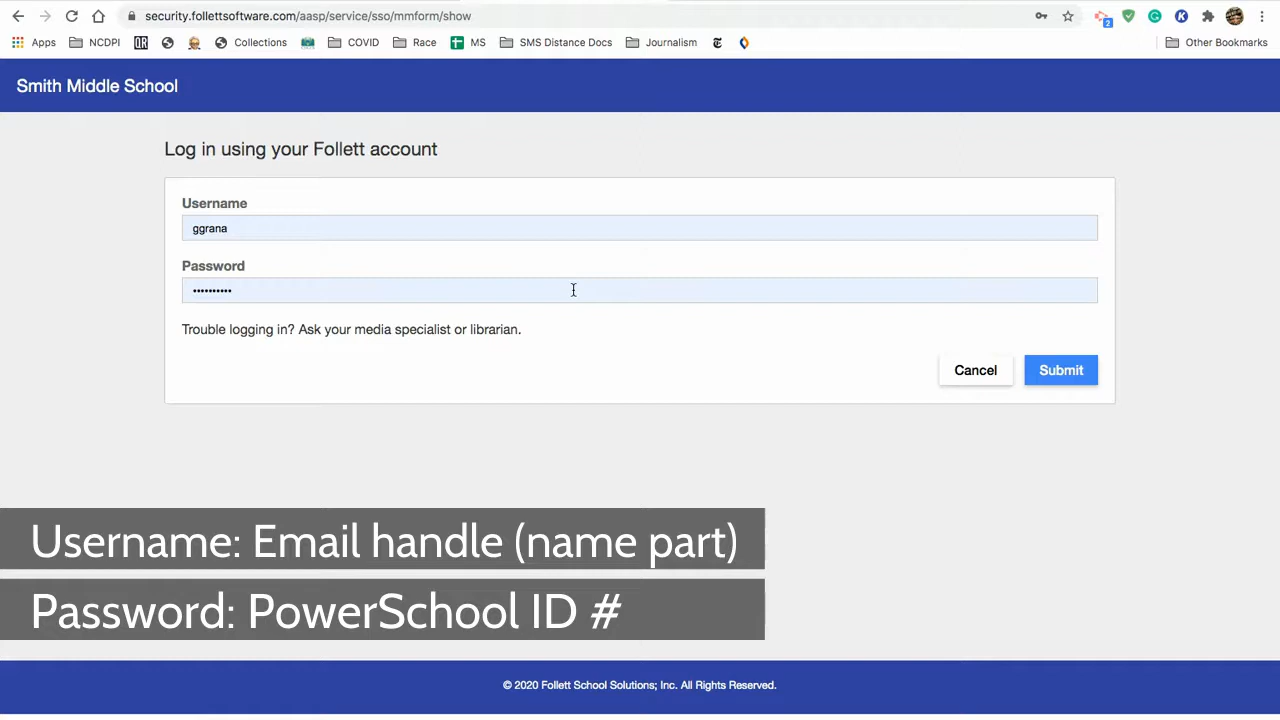 security.follettsoftware.com/aasp/service/sso/mmform/show
2
Apps NCDPI OR Collections COVID Race MS SMS Distance Docs Journalism Other Bookmarks
Smith Middle School
Log in using your Follett account
Username
ggrana
Password
••••••••••
Trouble logging in? Ask your media specialist or librarian.
Cancel Submit
Username: Email handle (name part)
Password: PowerSchool ID #
© 2020 Follett School Solutions; Inc. All Rights Reserved.